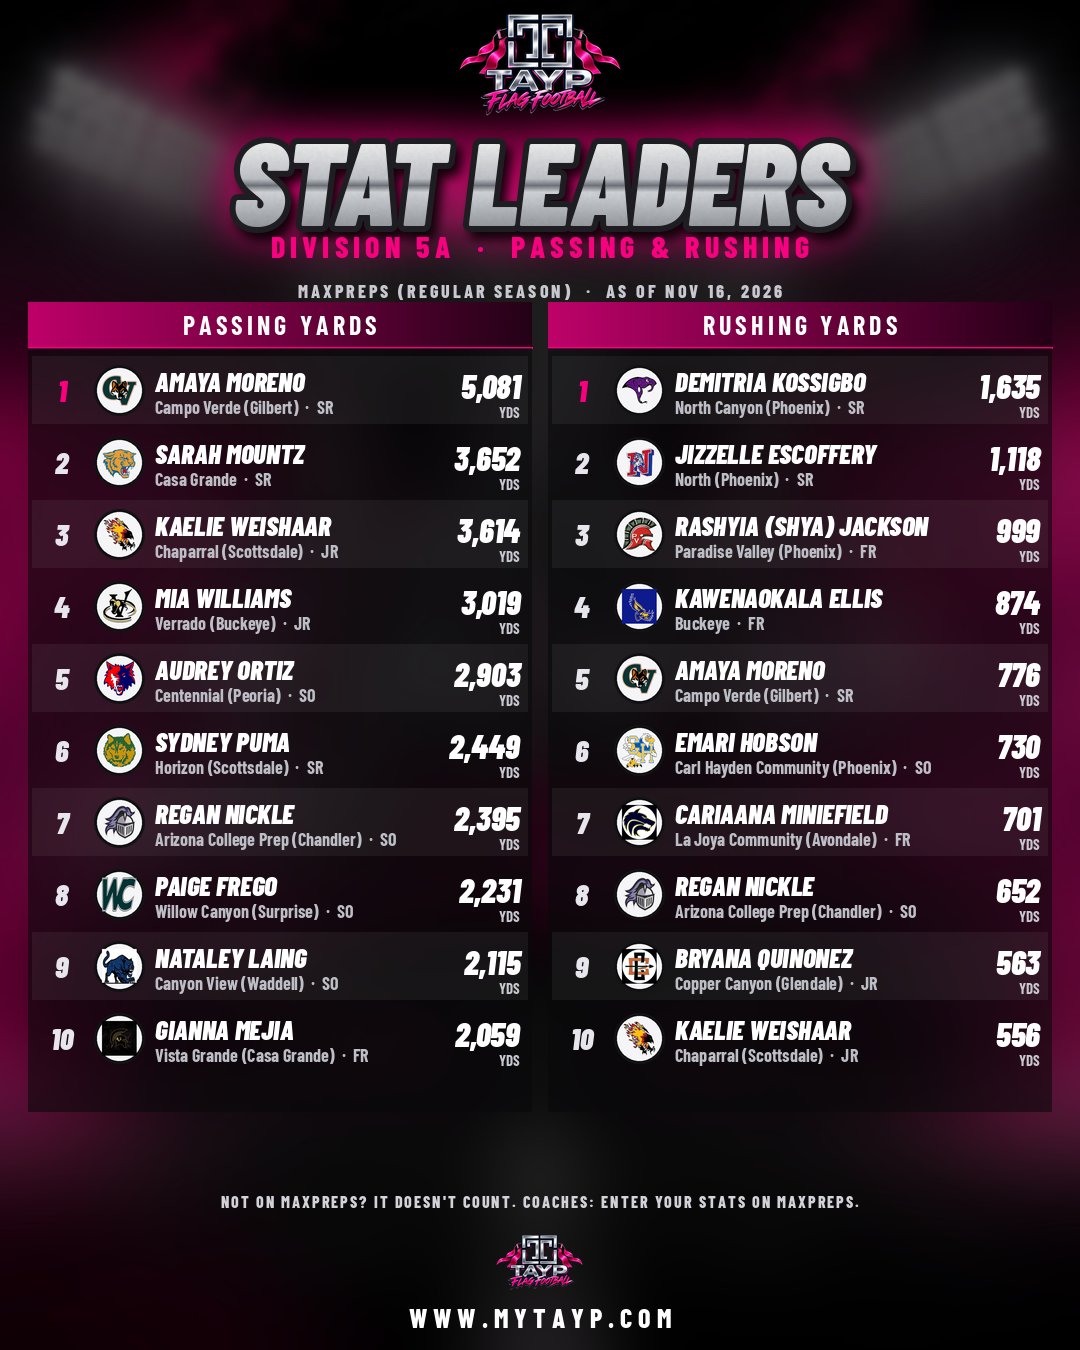 TAYP
FLAG FOOTBALL
STAT LEADERS
DIVISION 5A · PASSING & RUSHING
MAXPREPS (REGULAR SEASON) · AS OF NOV 16, 2026
PASSING YARDS
1 AMAYA MORENO 5,081
Campo Verde (Gilbert) · SR YDS
2 SARAH MOUNTZ 3,652
Casa Grande · SR YDS
3 KAELIE WEISHAAR 3,614
Chaparral (Scottsdale) · JR YDS
4 MIA WILLIAMS 3,019
Verrado (Buckeye) · JR YDS
5 AUDREY ORTIZ 2,903
Centennial (Peoria) · SO YDS
6 SYDNEY PUMA 2,449
Horizon (Scottsdale) · SR YDS
7 REGAN NICKLE 2,395
Arizona College Prep (Chandler) · SO YDS
8 PAIGE FREGO 2,231
Willow Canyon (Surprise) · SO YDS
9 NATALEY LAING 2,115
Canyon View (Waddell) · SO YDS
10 GIANNA MEJIA 2,059
Vista Grande (Casa Grande) · FR YDS
RUSHING YARDS
1 DEMITRIA KOSSIGBO 1,635
North Canyon (Phoenix) · SR YDS
2 JIZZELLE ESCOFFERY 1,118
North (Phoenix) · SR YDS
3 RASHYIA (SHYA) JACKSON 999
Paradise Valley (Phoenix) · FR YDS
4 KAWENAOKALA ELLIS 874
Buckeye · FR YDS
5 AMAYA MORENO 776
Campo Verde (Gilbert) · SR YDS
6 EMARI HOBSON 730
Carl Hayden Community (Phoenix) · SO YDS
7 CARIAANA MINIEFIELD 701
La Joya Community (Avondale) · FR YDS
8 REGAN NICKLE 652
Arizona College Prep (Chandler) · SO YDS
9 BRYANA QUINONEZ 563
Copper Canyon (Glendale) · JR YDS
10 KAELIE WEISHAAR 556
Chaparral (Scottsdale) · JR YDS
NOT ON MAXPREPS? IT DOESN'T COUNT. COACHES: ENTER YOUR STATS ON MAXPREPS.
TAYP
FLAG FOOTBALL
WWW.MYTAYP.COM